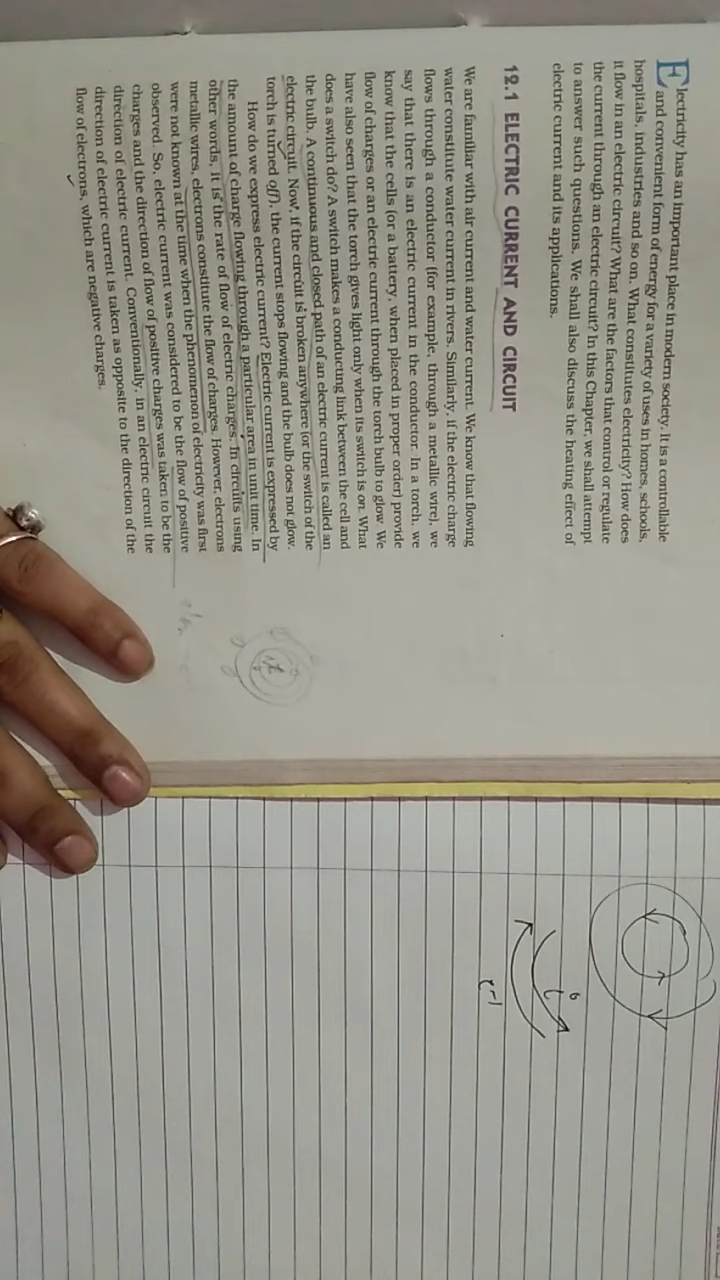 Electricity has an important place in modern society. It is a controllable
and convenient form of energy for a variety of uses in homes, schools,
hospitals, industries and so on. What constitutes electricity? How does
it flow in an electric circuit? What are the factors that control or regulate
the current through an electric circuit? In this Chapter, we shall attempt
to answer such questions. We shall also discuss the heating effect of
electric current and its applications.
12.1 ELECTRIC CURRENT AND CIRCUIT
We are familiar with air current and water current. We know that flowing
water constitute water current in rivers. Similarly, if the electric charge
flows through a conductor (for example, through a metallic wire), we
say that there is an electric current in the conductor. In a torch, we
know that the cells (or a battery, when placed in proper order) provide
flow of charges or an electric current through the torch bulb to glow. We
have also seen that the torch gives light only when its switch is on. What
does a switch do? A switch makes a conducting link between the cell and
the bulb. A continuous and closed path of an electric current is called an
electric circuit. Now, if the circuit is broken anywhere (or the switch of the
torch is turned off), the current stops flowing and the bulb does not glow.
How do we express electric current? Electric current is expressed by
the amount of charge flowing through a particular area in unit time. In
other words, it is the rate of flow of electric charges. In circuits using
metallic wires, electrons constitute the flow of charges. However, electrons
were not known at the time when the phenomenon of electricity was first
observed. So, electric current was considered to be the flow of positive
charges and the direction of flow of positive charges was taken to be the
direction of electric current. Conventionally, in an electric circuit the
direction of electric current is taken as opposite to the direction of the
flow of electrons, which are negative charges.